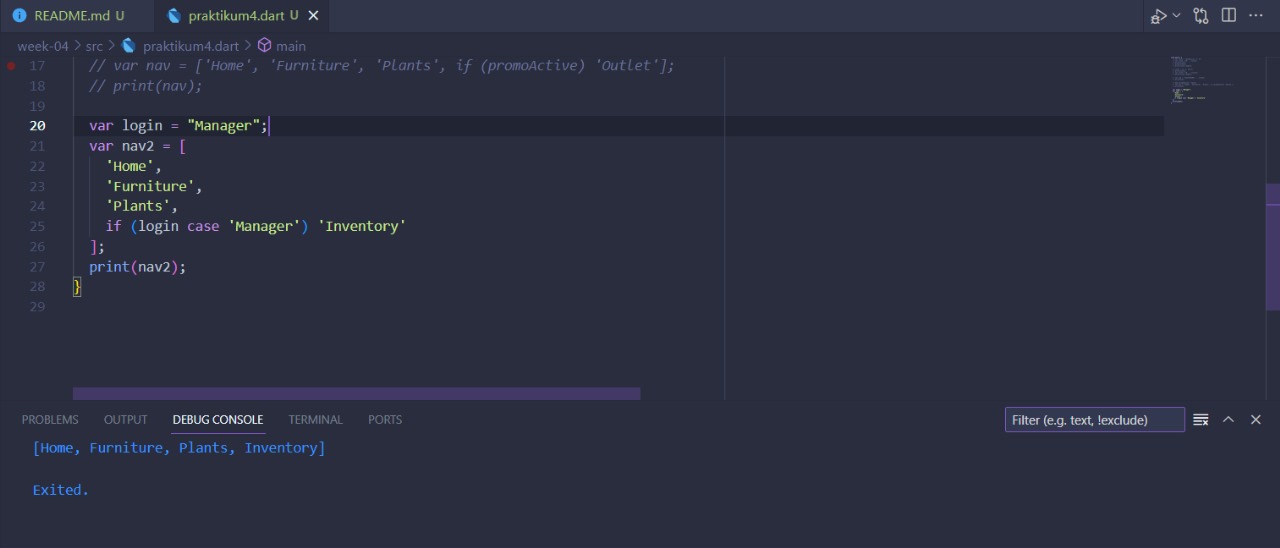 README.md U praktikum4.dart U
week-04 > src > praktikum4.dart > main
17 // var nav = ['Home', 'Furniture', 'Plants', if (promoActive) 'Outlet'];
18 // print(nav);
19
20 var login = "Manager";
21 var nav2 = [
22 'Home',
23 'Furniture',
24 'Plants',
25 if (login case 'Manager') 'Inventory'
26 ];
27 print(nav2);
28 }
29
PROBLEMS OUTPUT DEBUG CONSOLE TERMINAL PORTS Filter (e.g. text, !exclude)
[Home, Furniture, Plants, Inventory]
Exited.